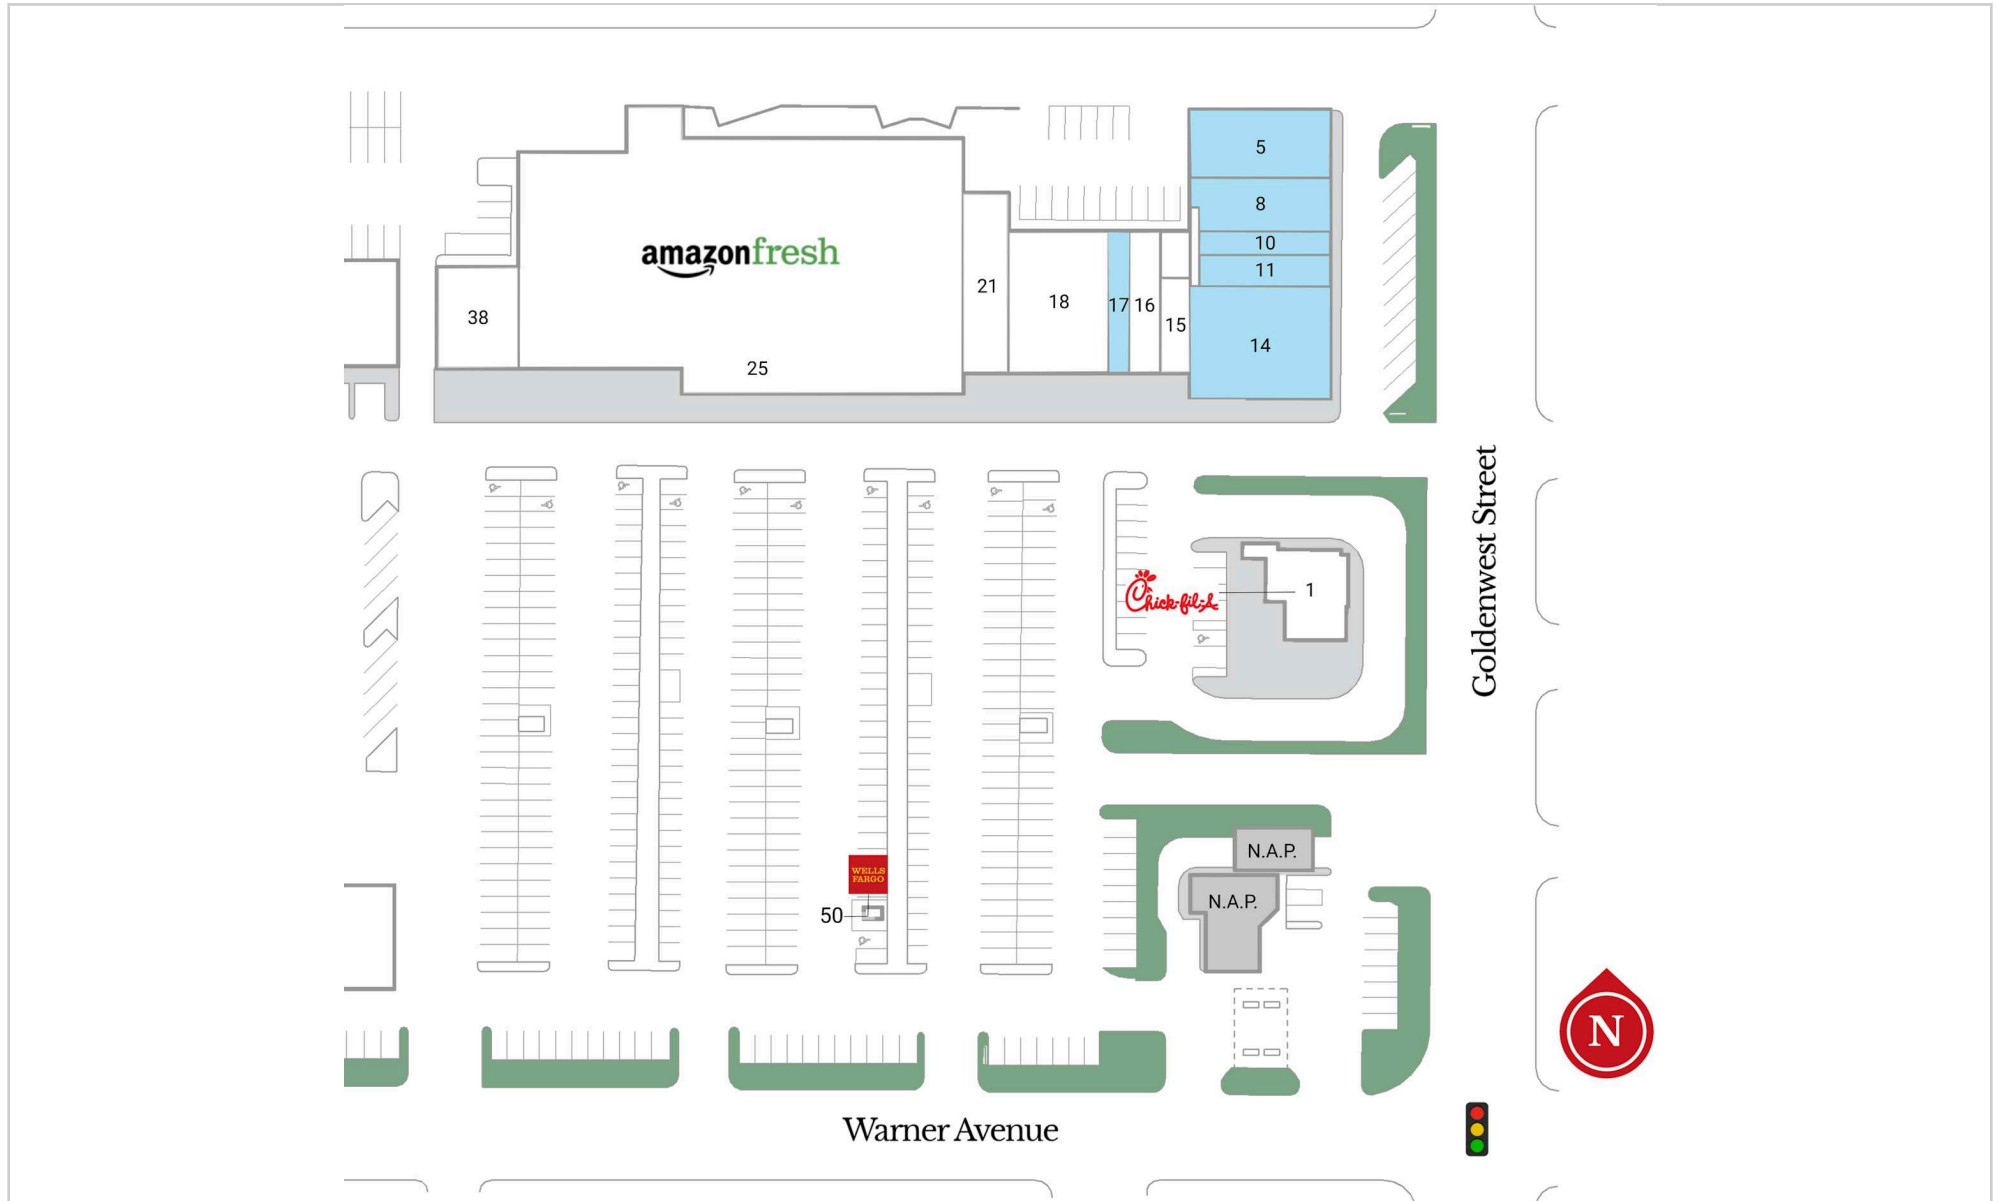 5
8
10
11
amazonfresh
21
18
17
16
15
14
38
25
Goldenwest Street
Chick-fil-A
1
N.A.P.
WELLS
FARGO
50
N.A.P.
N
Warner Avenue